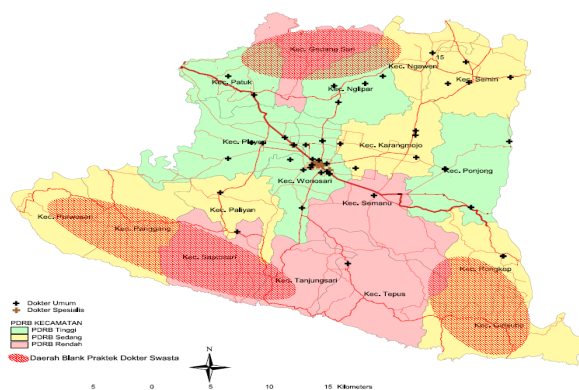 Kec. Gedang Sari
15
Kec. Ngawen
Kec. Semin
Kec. Patuk
Kec. Nglipar
Kec. Playen
Kec. Karangmojo
Kec. Ponjong
Kec. Wonosari
Kec. Semanu
Kec. Paliyan
Kec. Purwosari
Kec. Panggang
Kec. Saptosari
Kec. Tanjungsari
Kec. Tepus
Kec. Rongkop
Kec. Girisubo
Dokter Umum
Dokter Spesialis
PDRB KECAMATAN
PDRB Tinggi
PDRB Sedang
PDRB Rendah
Daerah Blank Praktek Dokter Swasta
N
5 0 5 10 15 Kilometers